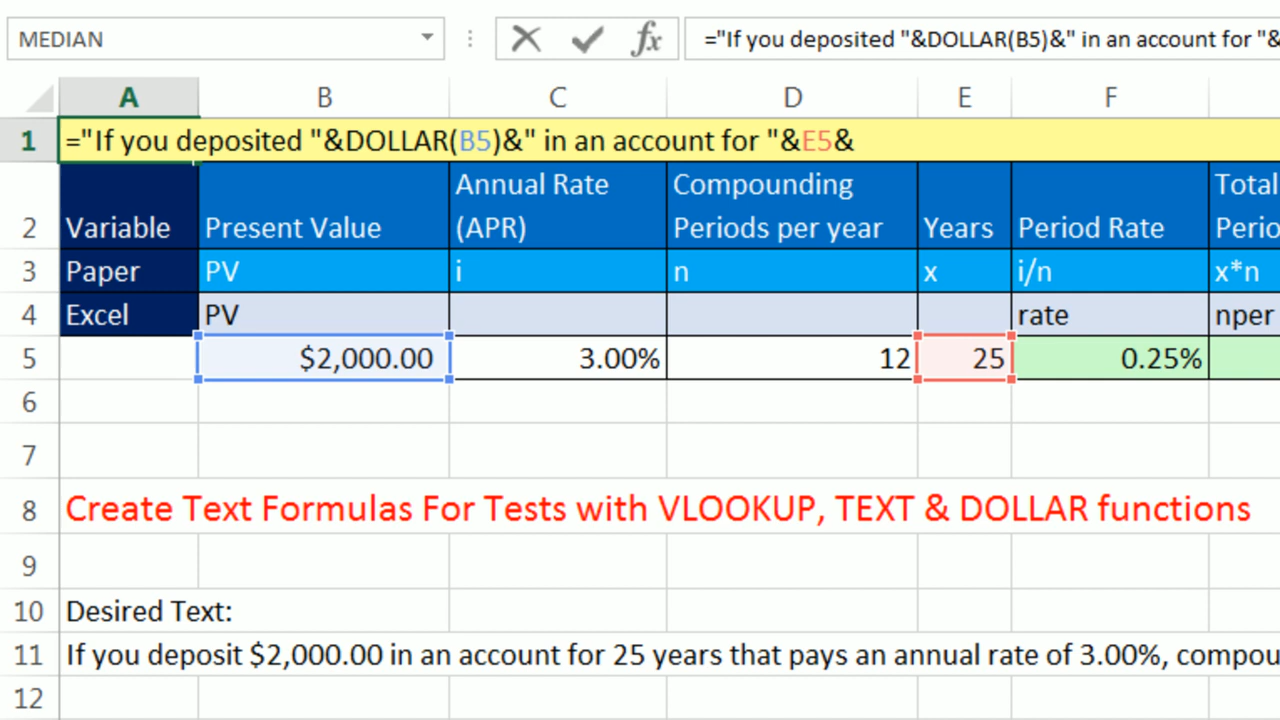 MEDIAN fx ="If you deposited "&DOLLAR(B5)&" in an account for "&
A B C D E F
1 ="If you deposited "&DOLLAR(B5)&" in an account for "&E5&
Annual Rate Compounding Total
2 Variable Present Value (APR) Periods per year Years Period Rate Perio
3 Paper PV i n x i/n x*n
4 Excel PV rate nper
5 $2,000.00 3.00% 12 25 0.25%
6
7
8 Create Text Formulas For Tests with VLOOKUP, TEXT & DOLLAR functions
9
10 Desired Text:
11 If you deposit $2,000.00 in an account for 25 years that pays an annual rate of 3.00%, compou
12